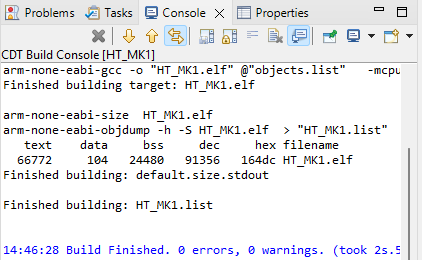 Problems Tasks Console Properties
CDT Build Console [HT_MK1]
arm-none-eabi-gcc -o "HT_MK1.elf" @"objects.list" -mcpu
Finished building target: HT_MK1.elf
arm-none-eabi-size HT_MK1.elf
arm-none-eabi-objdump -h -S HT_MK1.elf > "HT_MK1.list"
text data bss dec hex filename
66772 104 24480 91356 164dc HT_MK1.elf
Finished building: default.size.stdout
Finished building: HT_MK1.list
14:46:28 Build Finished. 0 errors, 0 warnings. (took 2s.5